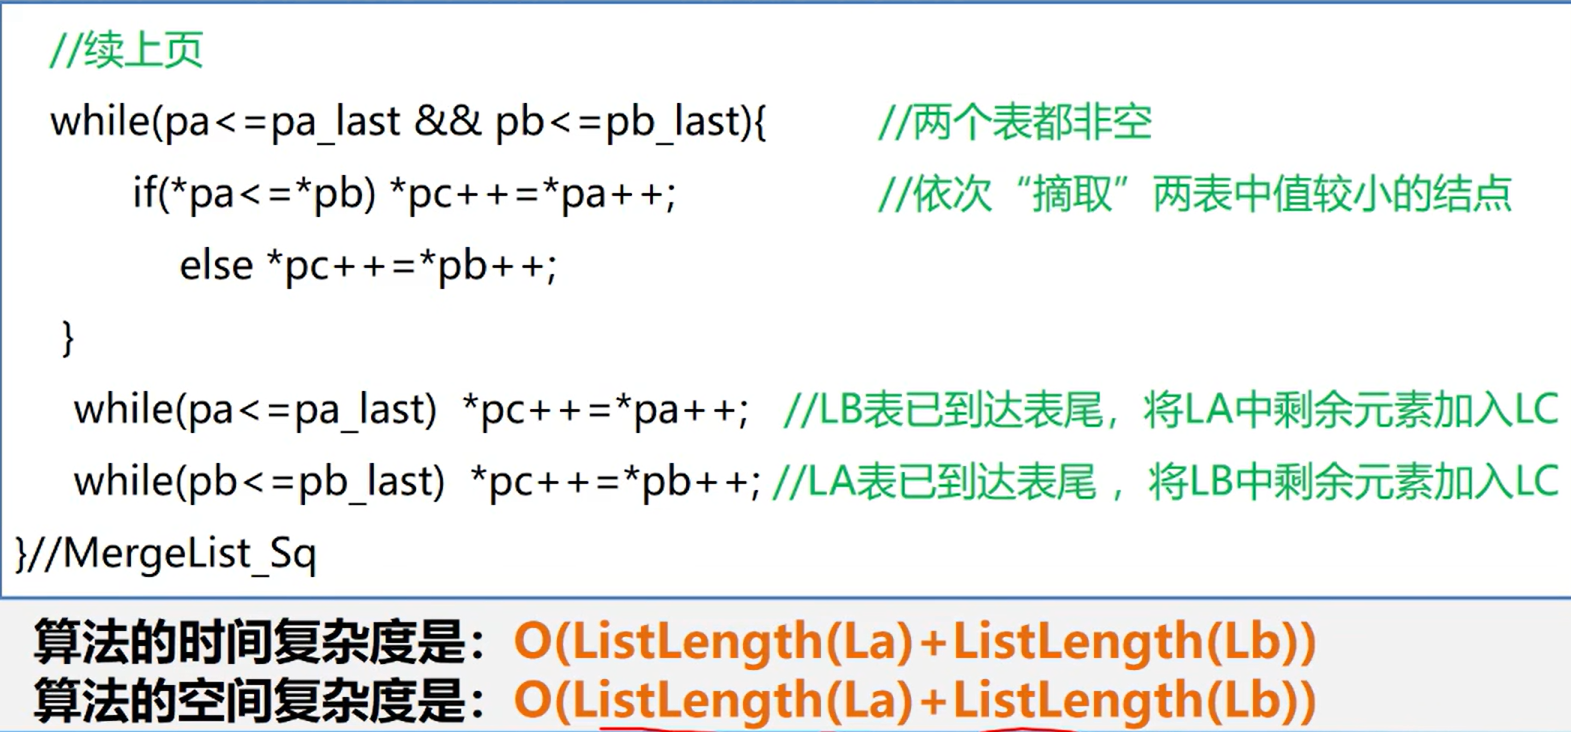 //续上页
while(pa<=pa_last && pb<=pb_last){ //两个表都非空
if(*pa<=*pb) *pc++=*pa++; //依次“摘取”两表中值较小的结点
else *pc++=*pb++;
}
while(pa<=pa_last) *pc++=*pa++; //LB表已到达表尾，将LA中剩余元素加入LC
while(pb<=pb_last) *pc++=*pb++; //LA表已到达表尾 ，将LB中剩余元素加入LC
}//MergeList_Sq
算法的时间复杂度是：O(ListLength(La)+ListLength(Lb))
算法的空间复杂度是：O(ListLength(La)+ListLength(Lb))